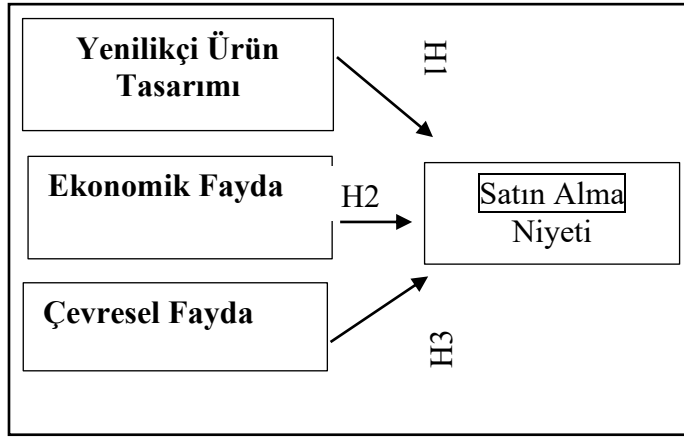 Yenilikçi Ürün
Tasarımı
H1
Ekonomik Fayda
H2
Satın Alma
Niyeti
Çevresel Fayda
H3